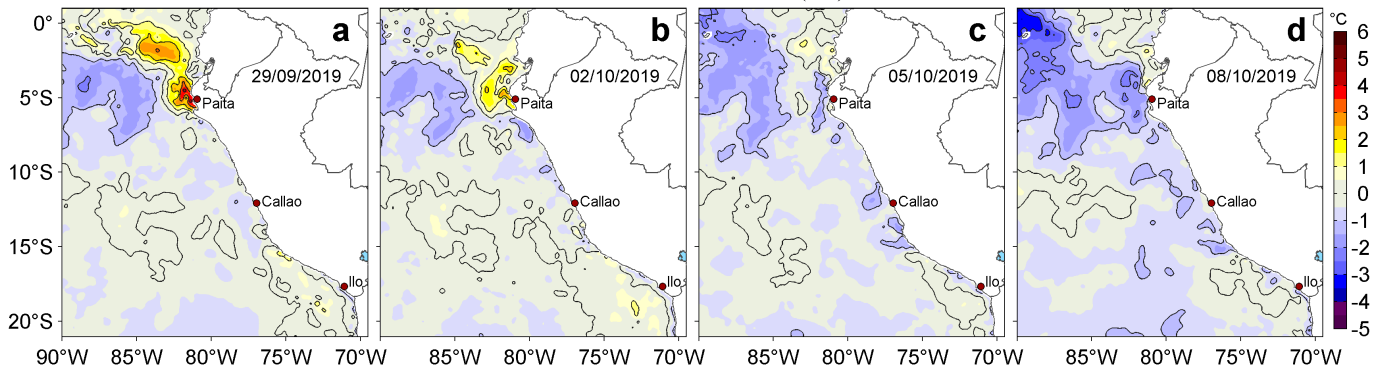 a
b
c
d
°C
0°
5°S
10°S
15°S
20°S
29/09/2019
02/10/2019
05/10/2019
08/10/2019
Paita
Paita
Paita
Paita
Callao
Callao
Callao
Callao
Ilo
Ilo
Ilo
Ilo
90°W 85°W 80°W 75°W 70°W
85°W 80°W 75°W 70°W
85°W 80°W 75°W 70°W
85°W 80°W 75°W 70°W
6
5
4
3
2
1
0
-1
-2
-3
-4
-5